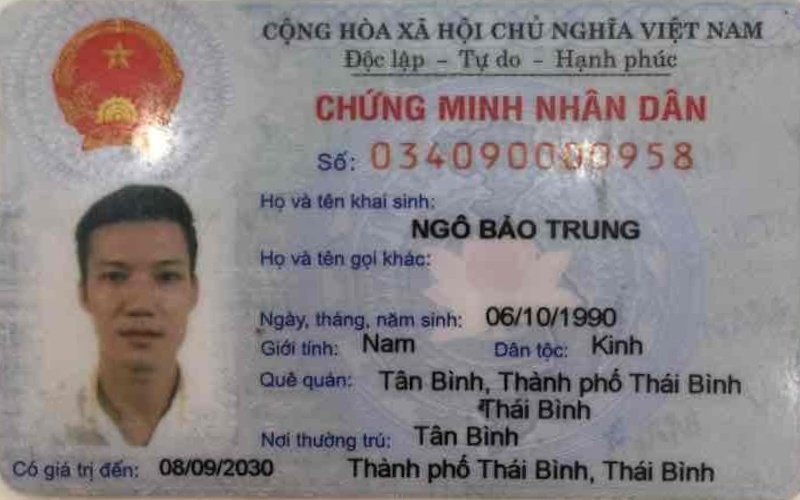 CỘNG HÒA XÃ HỘI CHỦ NGHĨA VIỆT NAM
Độc lập - Tự do - Hạnh phúc
CHỨNG MINH NHÂN DÂN
Số: 034090000958
Họ và tên khai sinh:
NGÔ BẢO TRUNG
Họ và tên gọi khác:
Ngày, tháng, năm sinh: 06/10/1990
Giới tính: Nam Dân tộc: Kinh
Quê quán: Tân Bình, Thành phố Thái Bình
Thái Bình
Nơi thường trú: Tân Bình
Có giá trị đến: 08/09/2030 Thành phố Thái Bình, Thái Bình